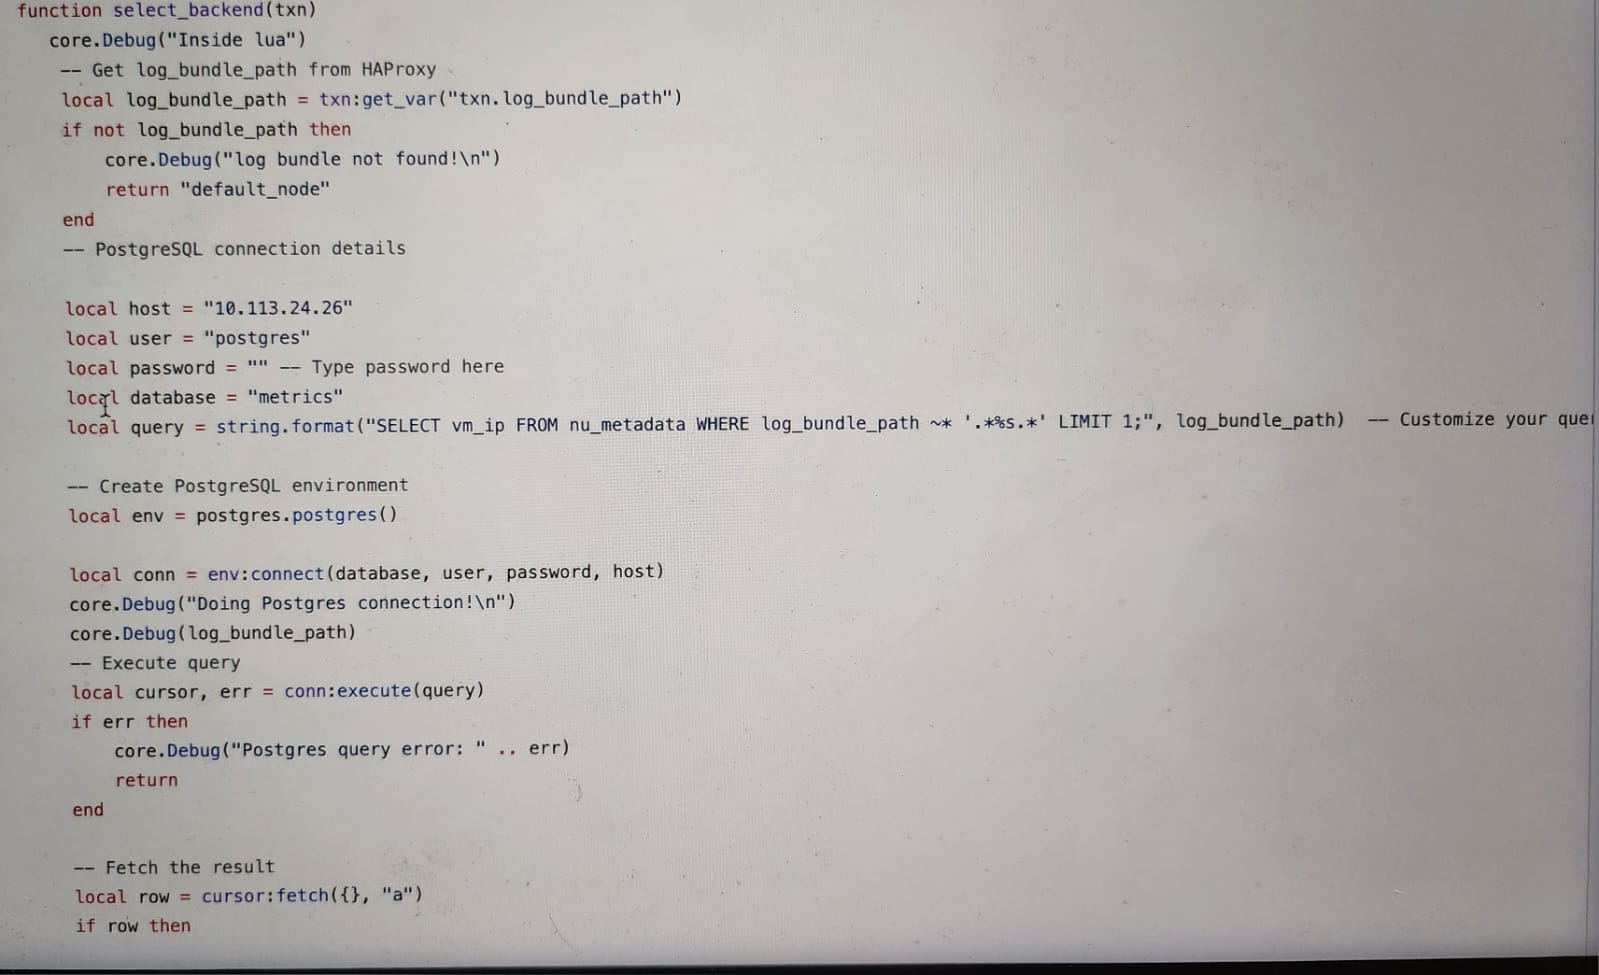 function select_backend(txn)
core.Debug("Inside lua")
-- Get log_bundle_path from HAProxy
local log_bundle_path = txn:get_var("txn.log_bundle_path")
if not log_bundle_path then
core.Debug("log bundle not found!\n")
return "default_node"
end
-- PostgreSQL connection details
local host = "10.113.24.26"
local user = "postgres"
local password = "" -- Type password here
local database = "metrics"
local query = string.format("SELECT vm_ip FROM nu_metadata WHERE log_bundle_path ~* '.*%s.*' LIMIT 1;", log_bundle_path) -- Customize your
-- Create PostgreSQL environment
local env = postgres.postgres()
local conn = env:connect(database, user, password, host)
core.Debug("Doing Postgres connection!\n")
core.Debug(log_bundle_path)
-- Execute query
local cursor, err = conn:execute(query)
if err then
core.Debug("Postgres query error: " .. err)
return
end
-- Fetch the result
local row = cursor:fetch({}, "a")
if row then